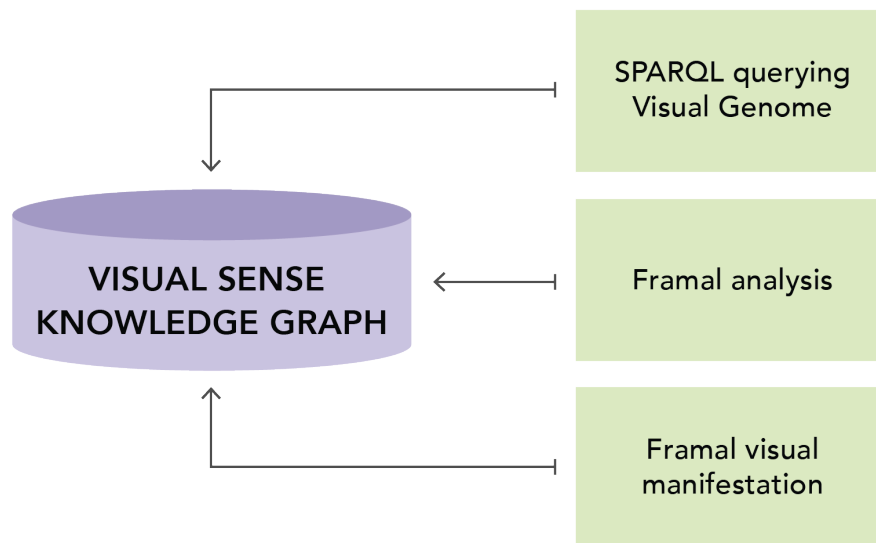 SPARQL querying
Visual Genome
VISUAL SENSE
KNOWLEDGE GRAPH
Framal analysis
Framal visual
manifestation